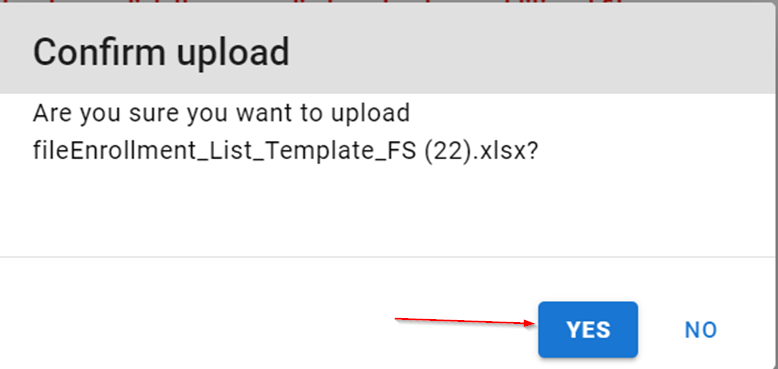 Confirm upload
Are you sure you want to upload
fileEnrollment_List_Template_FS (22).xlsx?
YES
NO